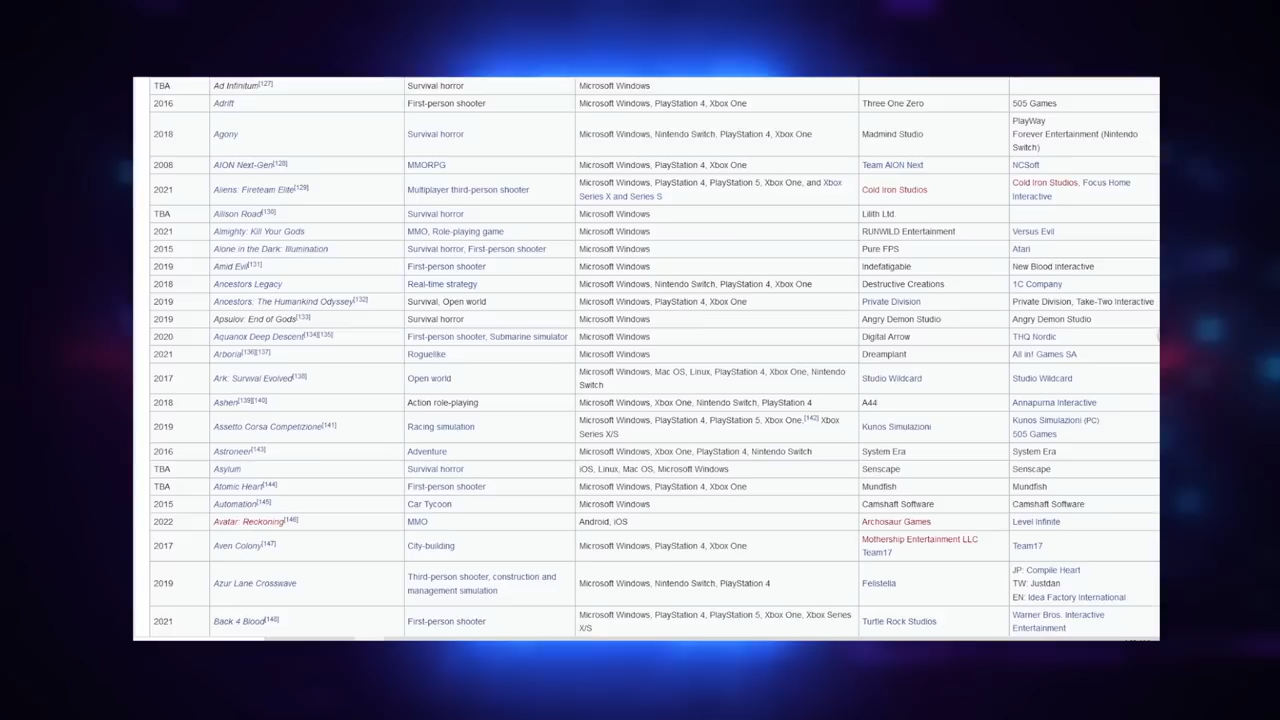 TBA Ad Infinitum[127] Survival horror Microsoft Windows
2016 Adrift First-person shooter Microsoft Windows, PlayStation 4, Xbox One Three One Zero 505 Games
2018 Agony Survival horror Microsoft Windows, Nintendo Switch, PlayStation 4, Xbox One Madmind Studio PlayWay
Forever Entertainment (Nintendo
Switch)
2008 AION Next-Gen[128] MMORPG Microsoft Windows, PlayStation 4, Xbox One Team AION Next NCSoft
2021 Aliens: Fireteam Elite[129] Multiplayer third-person shooter Microsoft Windows, PlayStation 4, PlayStation 5, Xbox One, and Xbox
Series X and Series S Cold Iron Studios Cold Iron Studios, Focus Home
Interactive
TBA Allison Road[130] Survival horror Microsoft Windows Lilith Ltd.
2021 Almighty: Kill Your Gods MMO, Role-playing game Microsoft Windows RUNWILD Entertainment Versus Evil
2015 Alone in the Dark: Illumination Survival horror, First-person shooter Microsoft Windows Pure FPS Atari
2019 Amid Evil[131] First-person shooter Microsoft Windows Indefatigable New Blood Interactive
2018 Ancestors Legacy Real-time strategy Microsoft Windows, Nintendo Switch, PlayStation 4, Xbox One Destructive Creations 1C Company
2019 Ancestors: The Humankind Odyssey[132] Survival, Open world Microsoft Windows, PlayStation 4, Xbox One Private Division Private Division, Take-Two Interactive
2019 Apsulov: End of Gods[133] Survival horror Microsoft Windows Angry Demon Studio Angry Demon Studio
2020 Aquanox Deep Descent[134][135] First-person shooter, Submarine simulator Microsoft Windows Digital Arrow THQ Nordic
2021 Arboria[136][137] Roguelike Microsoft Windows Dreamplant All in! Games SA
2017 Ark: Survival Evolved[138] Open world Microsoft Windows, Mac OS, Linux, PlayStation 4, Xbox One, Nintendo
Switch Studio Wildcard Studio Wildcard
2018 Ashen[139][140] Action role-playing Microsoft Windows, Xbox One, Nintendo Switch, PlayStation 4 A44 Annapurna Interactive
2019 Assetto Corsa Competizione[141] Racing simulation Microsoft Windows, PlayStation 4, PlayStation 5, Xbox One,[142] Xbox
Series X/S Kunos Simulazioni Kunos Simulazioni (PC)
505 Games
2016 Astroneer[143] Adventure Microsoft Windows, Xbox One, PlayStation 4, Nintendo Switch System Era System Era
TBA Asylum Survival horror iOS, Linux, Mac OS, Microsoft Windows Senscape Senscape
TBA Atomic Heart[144] First-person shooter Microsoft Windows, PlayStation 4, Xbox One Mundfish Mundfish
2015 Automation[145] Car Tycoon Microsoft Windows Camshaft Software Camshaft Software
2022 Avatar: Reckoning[146] MMO Android, iOS Archosaur Games Level Infinite
2017 Aven Colony[147] City-building Microsoft Windows, PlayStation 4, Xbox One Mothership Entertainment LLC
Team17 Team17
2019 Azur Lane Crosswave Third-person shooter, construction and
management simulation Microsoft Windows, Nintendo Switch, PlayStation 4 Felistella JP: Compile Heart
TW: Justdan
EN: Idea Factory International
2021 Back 4 Blood[148] First-person shooter Microsoft Windows, PlayStation 4, PlayStation 5, Xbox One, Xbox Series
X/S Turtle Rock Studios Warner Bros. Interactive
Entertainment